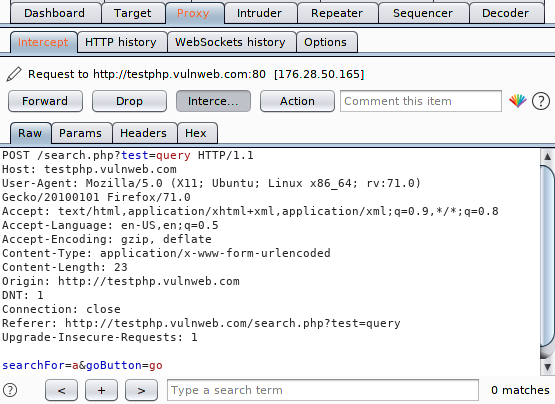 Dashboard Target Proxy Intruder Repeater Sequencer Decoder
Intercept HTTP history WebSockets history Options
Request to http://testphp.vulnweb.com:80 [176.28.50.165]
Forward Drop Interce... Action Comment this item ?
Raw Params Headers Hex
POST /search.php?test=query HTTP/1.1
Host: testphp.vulnweb.com
User-Agent: Mozilla/5.0 (X11; Ubuntu; Linux x86_64; rv:71.0)
Gecko/20100101 Firefox/71.0
Accept: text/html,application/xhtml+xml,application/xml;q=0.9,*/*;q=0.8
Accept-Language: en-US,en;q=0.5
Accept-Encoding: gzip, deflate
Content-Type: application/x-www-form-urlencoded
Content-Length: 23
Origin: http://testphp.vulnweb.com
DNT: 1
Connection: close
Referer: http://testphp.vulnweb.com/search.php?test=query
Upgrade-Insecure-Requests: 1
searchFor=a&goButton=go
? < + > Type a search term 0 matches